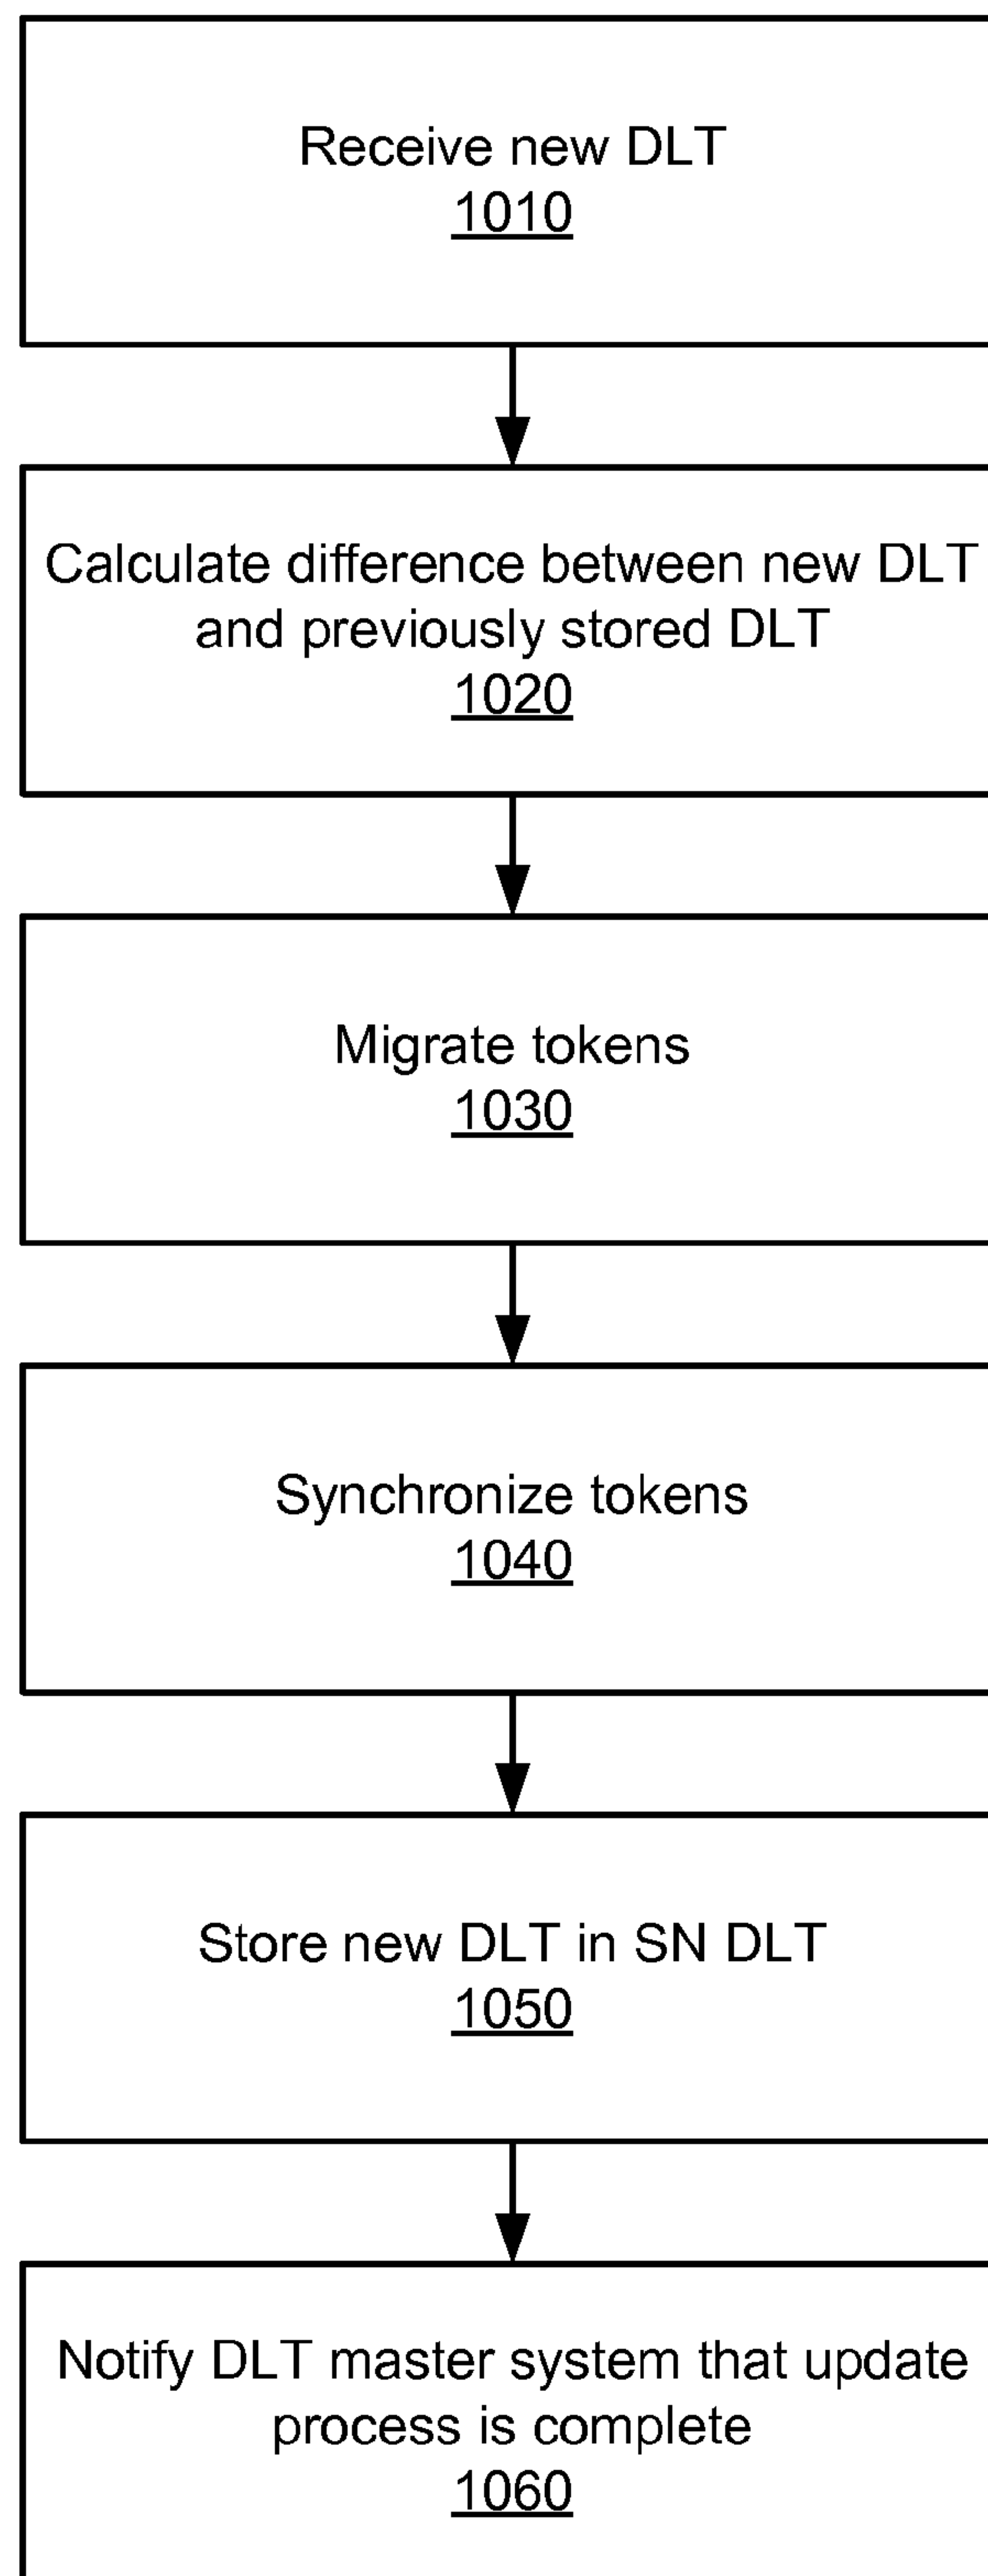 Receive new DLT
1010
Calculate difference between new DLT
and previously stored DLT
1020
Migrate tokens
1030
Synchronize tokens
1040
Store new DLT in SN DLT
1050
Notify DLT master system that update
process is complete
1060